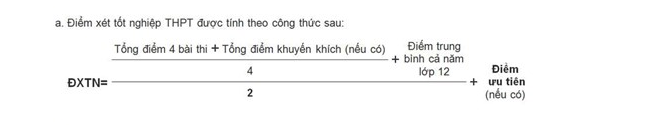 a. Điểm xét tốt nghiệp THPT được tính theo công thức sau:
Tổng điểm 4 bài thi + Tổng điểm khuyến khích (nếu có)
4
+
Điểm trung
bình cả năm
lớp 12
ĐXTN=
2
+
Điểm
ưu tiên
(nếu có)